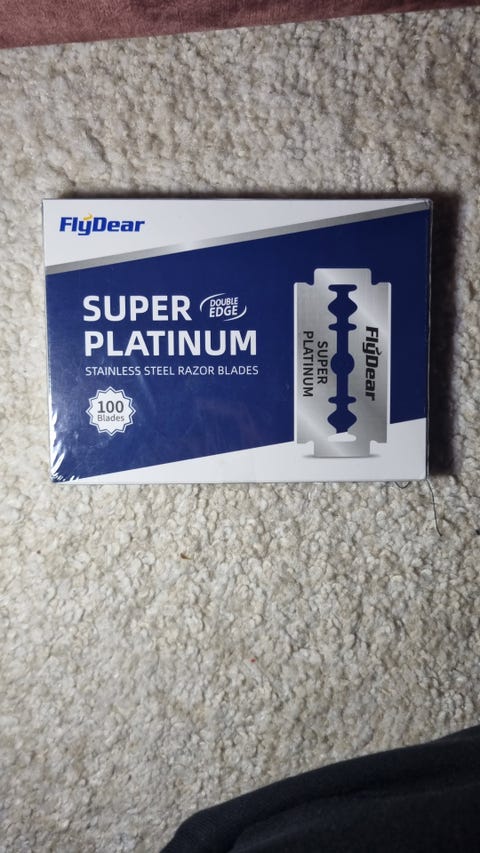 FlyDear
SUPER DOUBLE EDGE
PLATINUM
STAINLESS STEEL RAZOR BLADES
100
Blades
FlyDear
SUPER
PLATINUM